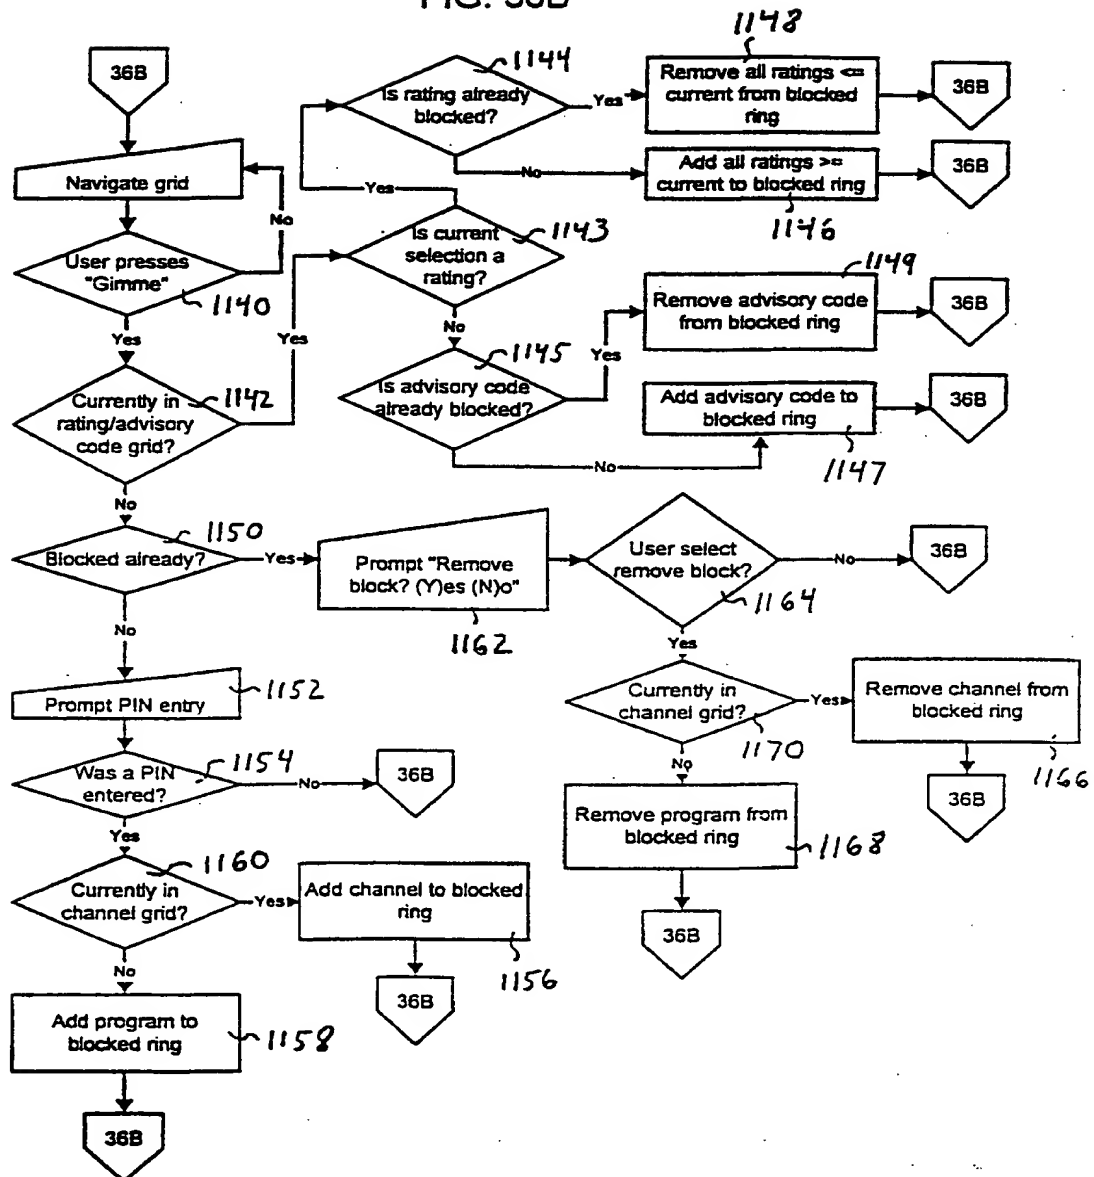 FIG. 36B
36B
Navigate grid
No
User presses
"Gimme"
1140
Yes
Currently in
rating/advisory
code grid?
1142
Yes
No
1144
Is rating already
blocked?
Yes
1148
Remove all ratings <=
current from blocked
ring
36B
No
Add all ratings >=
current to blocked ring
1146
36B
Yes
Is current
selection a
rating?
1143
No
1145
Is advisory code
already blocked?
Yes
1149
Remove advisory code
from blocked ring
36B
Add advisory code to
blocked ring
1147
36B
No
1150
Blocked already?
Yes
Prompt "Remove
block? (Y)es (N)o"
1162
User select
remove block?
1164
No
36B
Yes
Currently in
channel grid?
1170
Yes
Remove channel from
blocked ring
1166
36B
No
Remove program from
blocked ring
1168
36B
No
Prompt PIN entry
1152
Was a PIN
entered?
1154
No
36B
Yes
1160
Currently in
channel grid?
Yes
Add channel to blocked
ring
1156
36B
No
Add program to
blocked ring
1158
36B